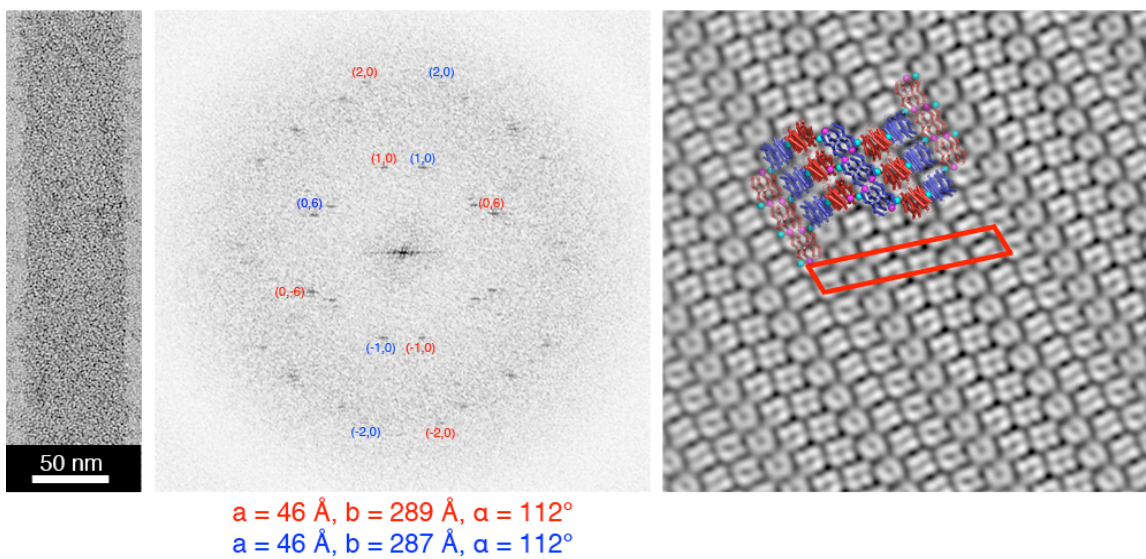 (2,0) (2,0)
(1,0) (1,0)
(0,6) (0,6)
(0,-6)
(-1,0) (-1,0)
(-2,0) (-2,0)
50 nm
a = 46 Å, b = 289 Å, α = 112°
a = 46 Å, b = 287 Å, α = 112°